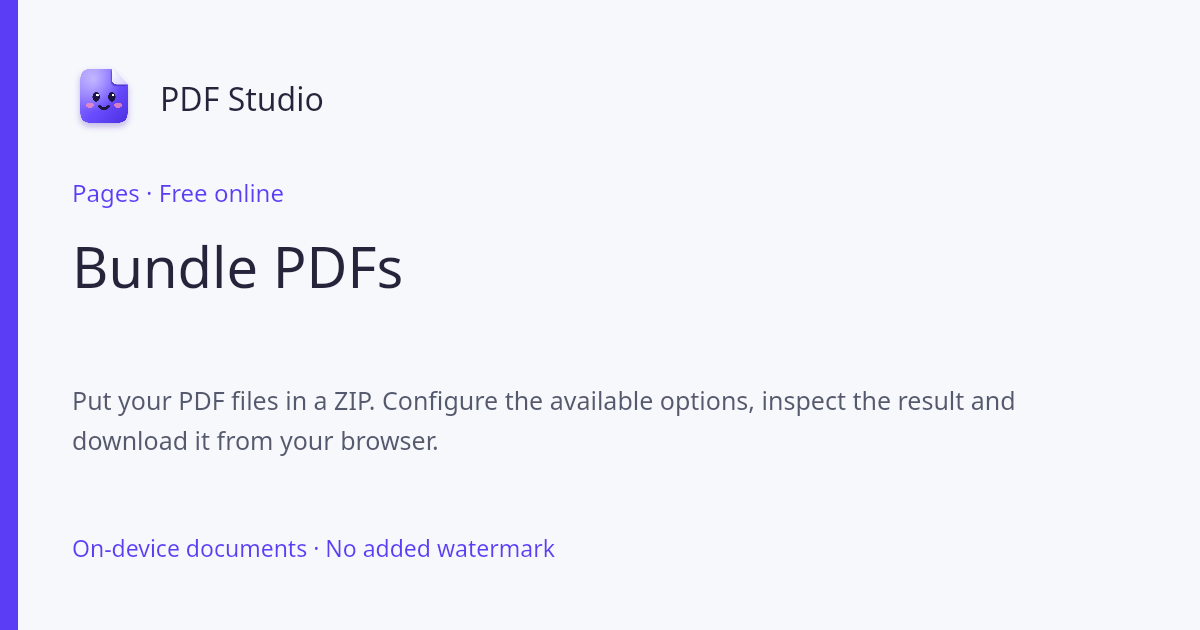 PDF Studio
Pages · Free online
Bundle PDFs
Put your PDF files in a ZIP. Configure the available options, inspect the result and
download it from your browser.
On-device documents · No added watermark